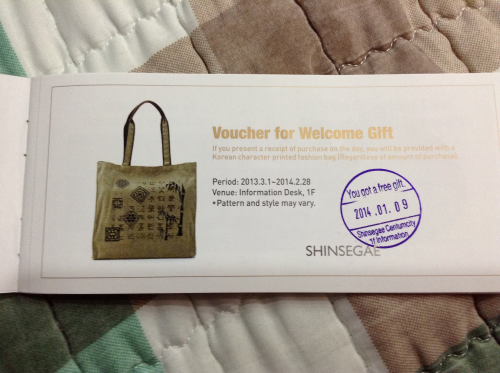 Voucher for Welcome Gift
If you present a receipt of purchase on the day, you will be provided with a
Korean character printed fashion bag (Regardless of amount of purchase)
Period: 2013.3.1~2014.2.28
Venue: Information Desk, 1F
•Pattern and style may vary.
You got a free gift
2014.01.09
Shinsegae Centumcity
1f Information
SHINSEGAE